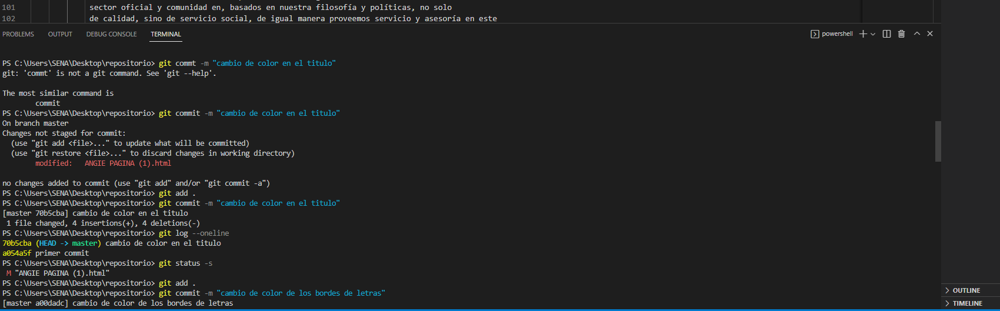 101 sector oficial y comunidad en, basados en nuestra filosofía y políticas, no solo
102 de calidad, sino de servicio social, de igual manera proveemos servicio y asesoría en este
PROBLEMS OUTPUT DEBUG CONSOLE TERMINAL powershell
PS C:\Users\SENA\Desktop\repositorio> git commt -m "cambio de color en el titulo"
git: 'commt' is not a git command. See 'git --help'.
The most similar command is
commit
PS C:\Users\SENA\Desktop\repositorio> git commit -m "cambio de color en el titulo"
On branch master
Changes not staged for commit:
(use "git add <file>..." to update what will be committed)
(use "git restore <file>..." to discard changes in working directory)
modified: ANGIE PAGINA (1).html
no changes added to commit (use "git add" and/or "git commit -a")
PS C:\Users\SENA\Desktop\repositorio> git add .
PS C:\Users\SENA\Desktop\repositorio> git commit -m "cambio de color en el titulo"
[master 70b5cba] cambio de color en el titulo
1 file changed, 4 insertions(+), 4 deletions(-)
PS C:\Users\SENA\Desktop\repositorio> git log --oneline
70b5cba (HEAD -> master) cambio de color en el titulo
a054a5f primer commit
PS C:\Users\SENA\Desktop\repositorio> git status -s
M "ANGIE PAGINA (1).html"
PS C:\Users\SENA\Desktop\repositorio> git add .
PS C:\Users\SENA\Desktop\repositorio> git commit -m "cambio de color de los bordes de letras"
[master a00dadc] cambio de color de los bordes de letras
OUTLINE
TIMELINE